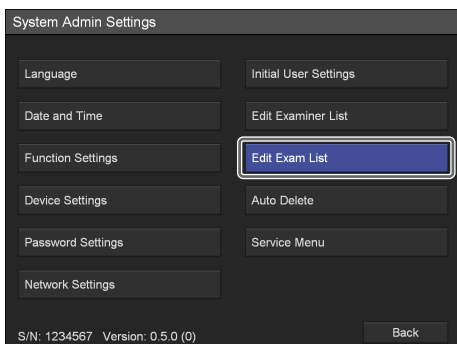 System Admin Settings
Language
Initial User Settings
Date and Time
Edit Examiner List
Function Settings
Edit Exam List
Device Settings
Auto Delete
Password Settings
Service Menu
Network Settings
S/N: 1234567 Version: 0.5.0 (0)
Back